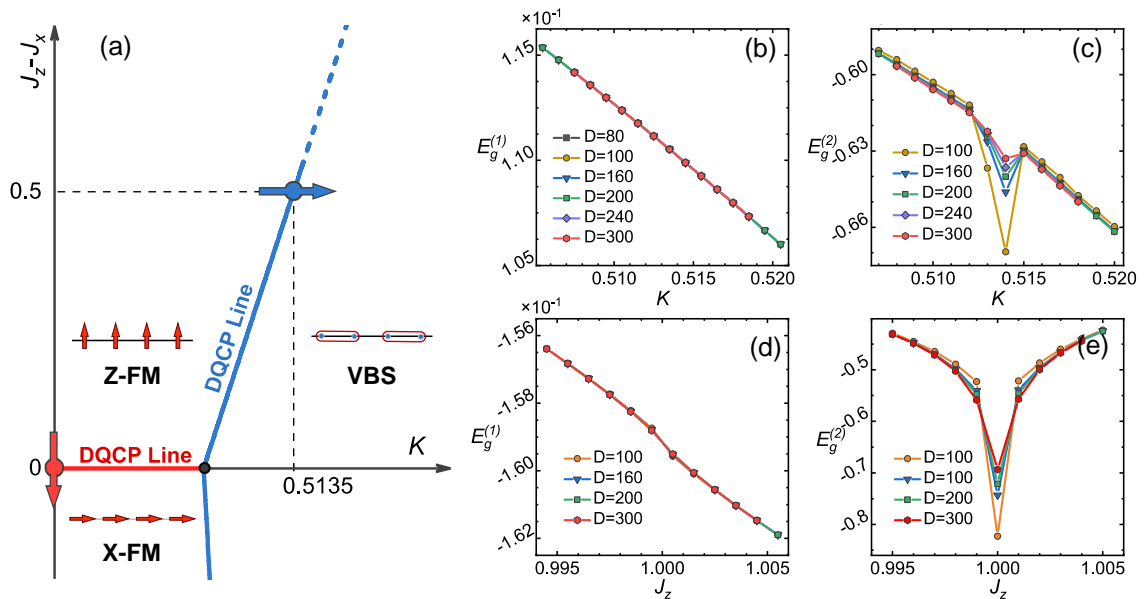 (a)
J_z-J_x
0.5
DQCP Line
Z-FM
VBS
DQCP Line
K
0
0.5135
X-FM
×10⁻¹
(b)
1.15
1.10
1.05
E_g^(1)
D=80
D=100
D=160
D=200
D=240
D=300
0.510
0.515
0.520
K
(c)
-0.60
-0.63
-0.66
E_g^(2)
D=100
D=160
D=200
D=240
D=300
0.510
0.515
0.520
K
×10⁻¹
(d)
-1.56
-1.58
-1.60
-1.62
E_g^(1)
D=100
D=160
D=200
D=300
0.995
1.000
1.005
J_z
(e)
-0.5
-0.6
-0.7
-0.8
E_g^(2)
D=100
D=100
D=200
D=300
0.995
1.000
1.005
J_z